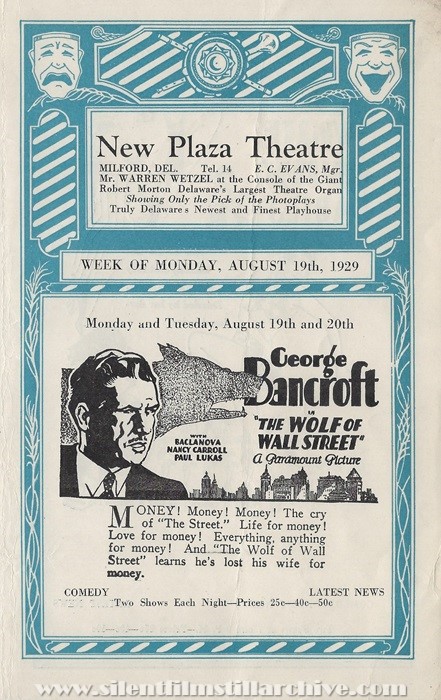 New Plaza Theatre
MILFORD, DEL. Tel. 14 E. C. EVANS, Mgr.
Mr. WARREN WETZEL at the Console of the Giant
Robert Morton Delaware's Largest Theatre Organ
Showing Only the Pick of the Photoplays
Truly Delaware's Newest and Finest Playhouse
WEEK OF MONDAY, AUGUST 19th, 1929
Monday and Tuesday, August 19th and 20th
George
Bancroft
in
"THE WOLF OF
WALL STREET"
A Paramount Picture
WITH
BACLANOVA
NANCY CARROLL
PAUL LUKAS
MONEY! Money! Money! The cry
of "The Street." Life for money!
Love for money! Everything, anything
for money! And "The Wolf of Wall
Street" learns he's lost his wife for
money.
COMEDY LATEST NEWS
Two Shows Each Night—Prices 25c—40c—50c
www.silentfilmstillarchive.com